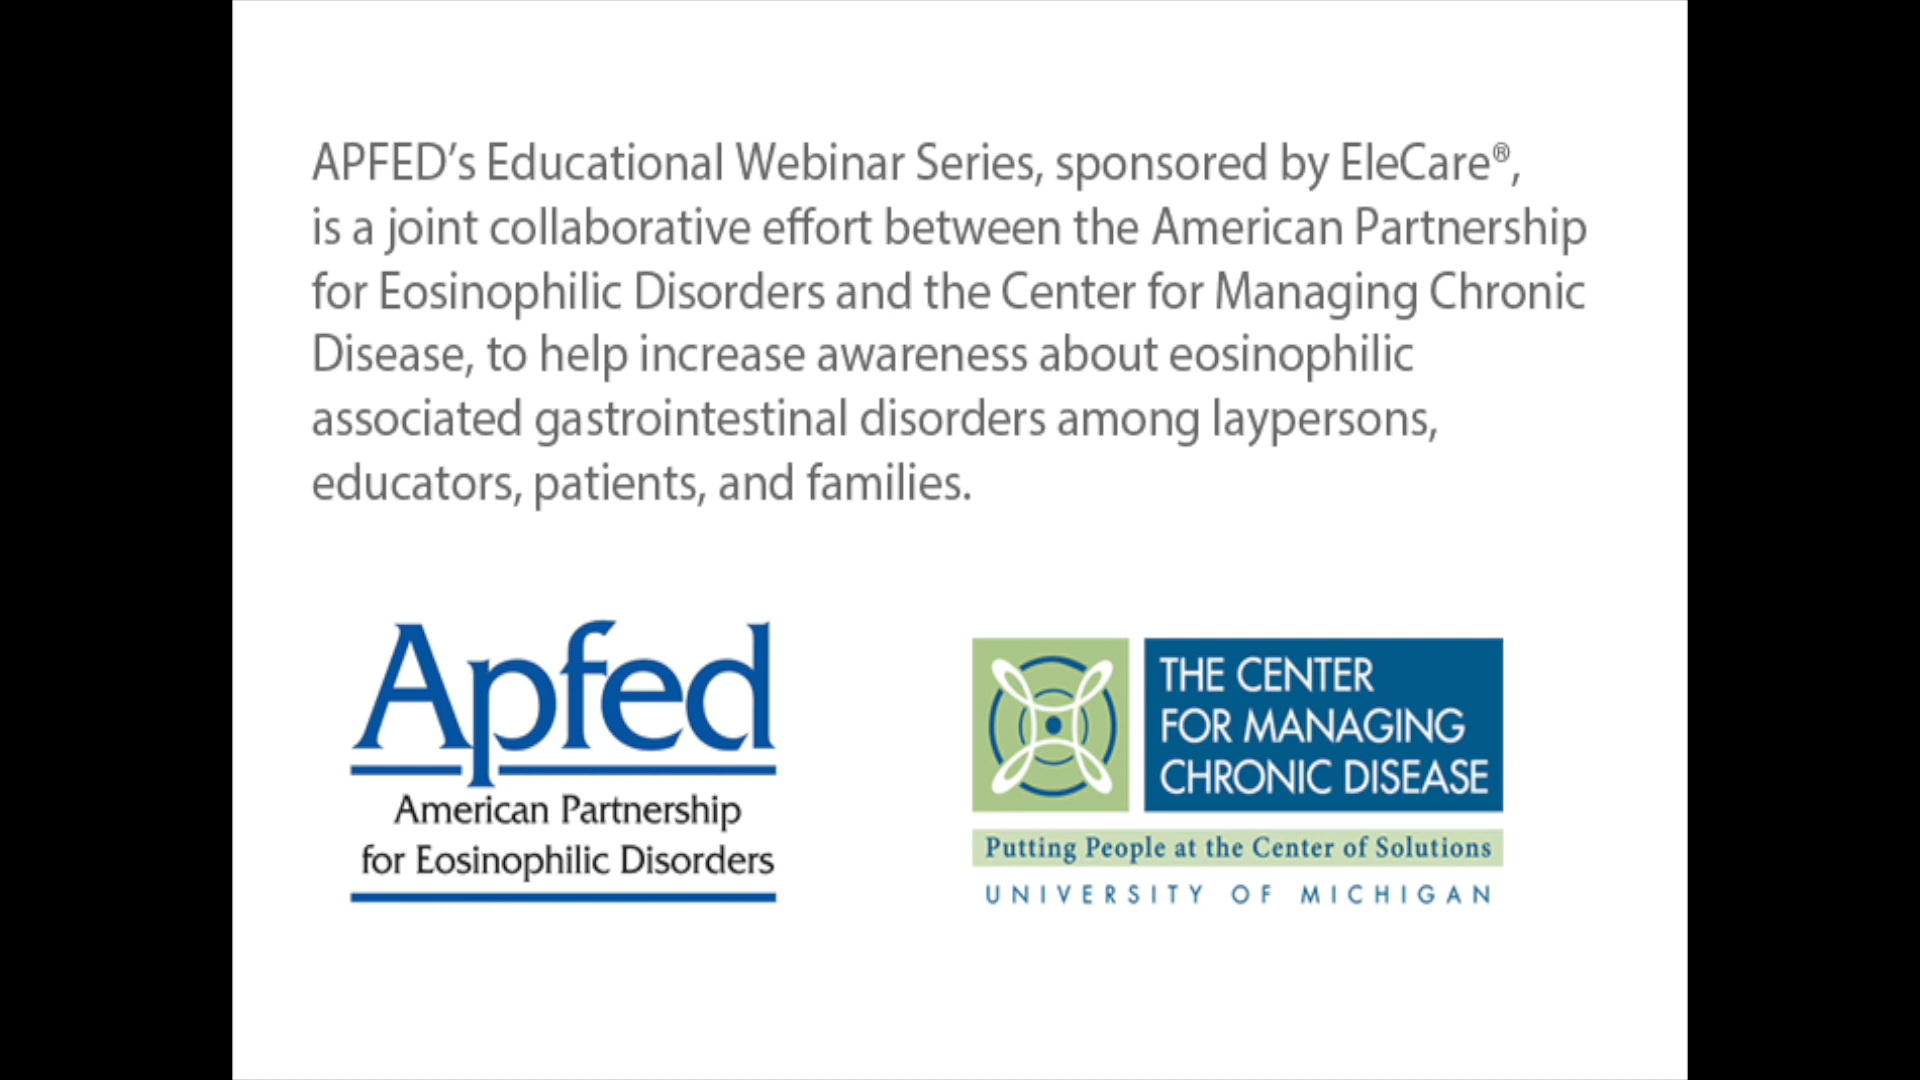 APFED’s Educational Webinar Series, sponsored by EleCare®,
is a joint collaborative effort between the American Partnership
for Eosinophilic Disorders and the Center for Managing Chronic
Disease, to help increase awareness about eosinophilic
associated gastrointestinal disorders among laypersons,
educators, patients, and families.
Apfed
American Partnership
for Eosinophilic Disorders
THE CENTER
FOR MANAGING
CHRONIC DISEASE
Putting People at the Center of Solutions
UNIVERSITY OF MICHIGAN